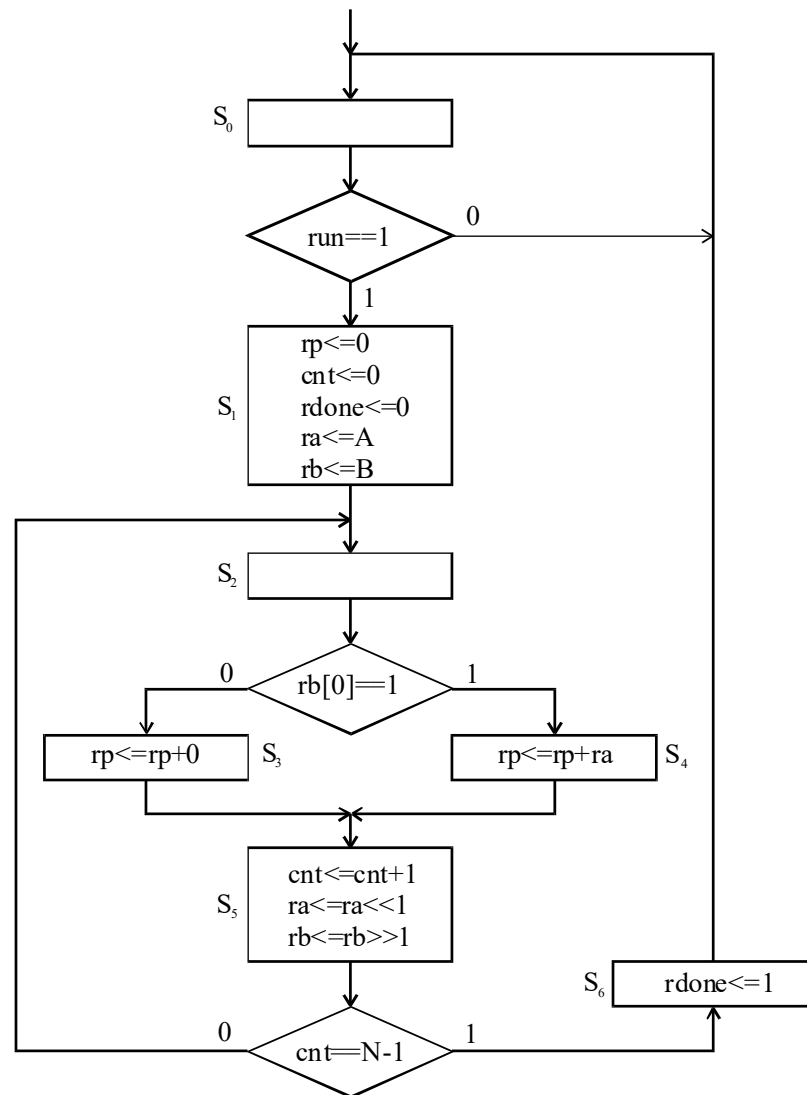 S₀
run==1
0
1
S₁
rp<=0
cnt<=0
rdone<=0
ra<=A
rb<=B
S₂
0
rb[0]==1
1
rp<=rp+0
S₃
rp<=rp+ra
S₄
S₅
cnt<=cnt+1
ra<=ra<<1
rb<=rb>>1
S₆
rdone<=1
0
cnt==N-1
1